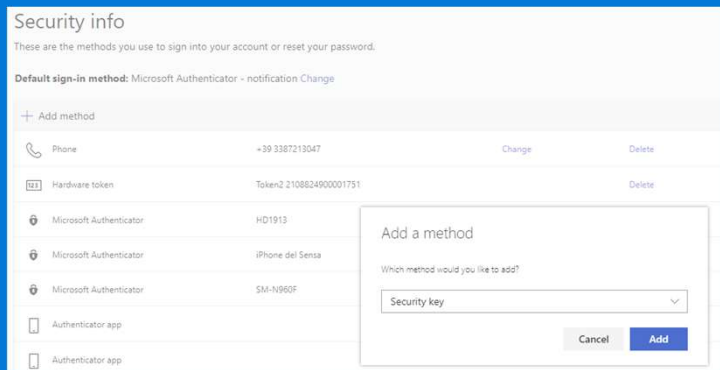 Security info
These are the methods you use to sign into your account or reset your password.
Default sign-in method: Microsoft Authenticator - notification Change
+ Add method
Phone +39 3387213047 Change Delete
123 Hardware token Token2 2108824900001751 Delete
Microsoft Authenticator HD1913
Microsoft Authenticator iPhone del Sensa
Microsoft Authenticator SM-N960F
Authenticator app
Authenticator app
Add a method
Which method would you like to add?
Security key
Cancel Add